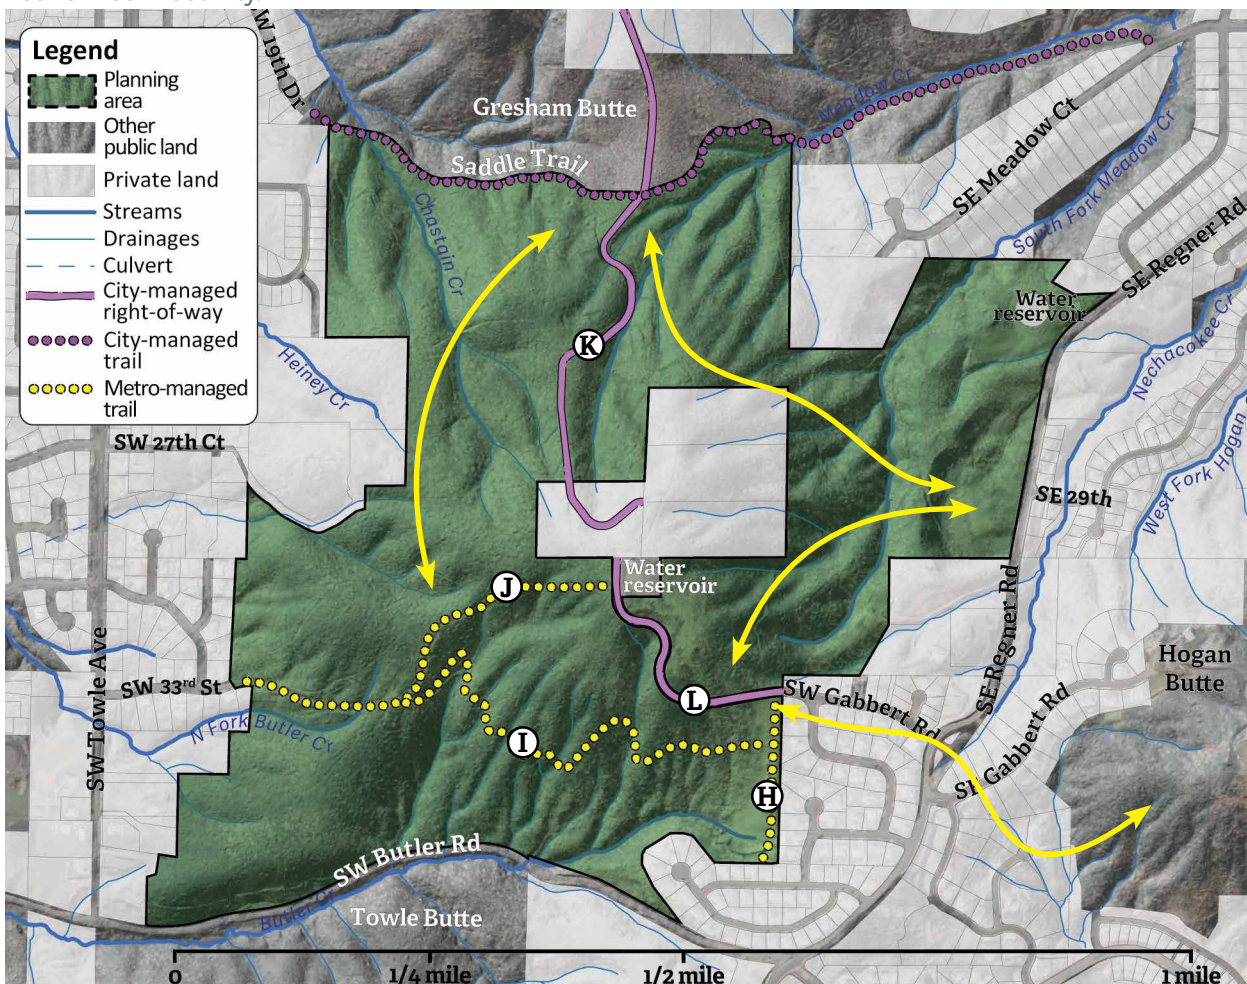 Legend
Planning
area
Other
public land
Private land
Streams
Drainages
Culvert
City-managed
right-of-way
City-managed
trail
Metro-managed
trail
SW 19th Dr
Gresham Butte
Saddle Trail
Meadow Cr
SE Meadow Ct
South Fork Meadow Cr
SE Regner Rd
Chastain Cr
Water
reservoir
Nechacokee Cr
Heiney Cr
K
SW 27th Ct
SE 29th
West Fork Hogan C
J
Water
reservoir
SE Regner Rd
SW Towle Ave
SW 33rd St
N Fork Butler Cr
L
SW Gabbert Rd
Hogan
Butte
SE Gabbert Rd
I
H
SW Butler Rd
Butler Cr
Towle Butte
0
1/4 mile
1/2 mile
1 mile